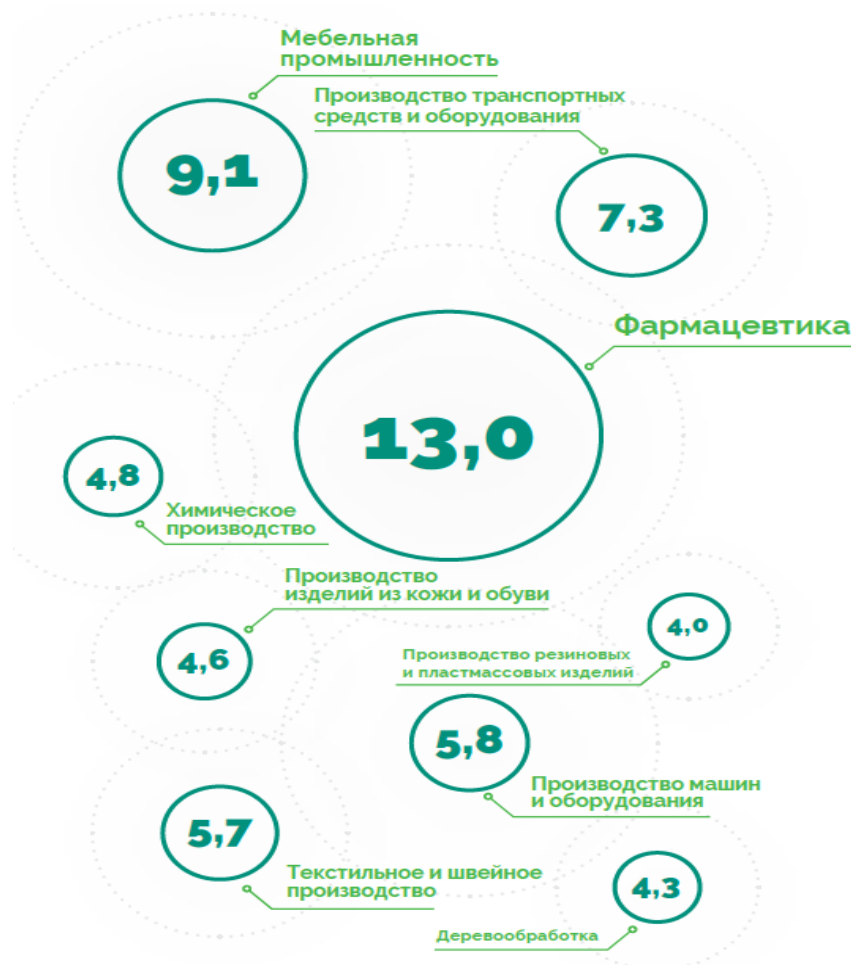 Мебельная
промышленность
9,1
Производство транспортных
средств и оборудования
7,3
Фармацевтика
13,0
4,8
Химическое
производство
Производство
изделий из кожи и обуви
4,6
4,0
Производство резиновых
и пластмассовых изделий
5,8
Производство машин
и оборудования
5,7
Текстильное и швейное
производство
4,3
Деревообработка